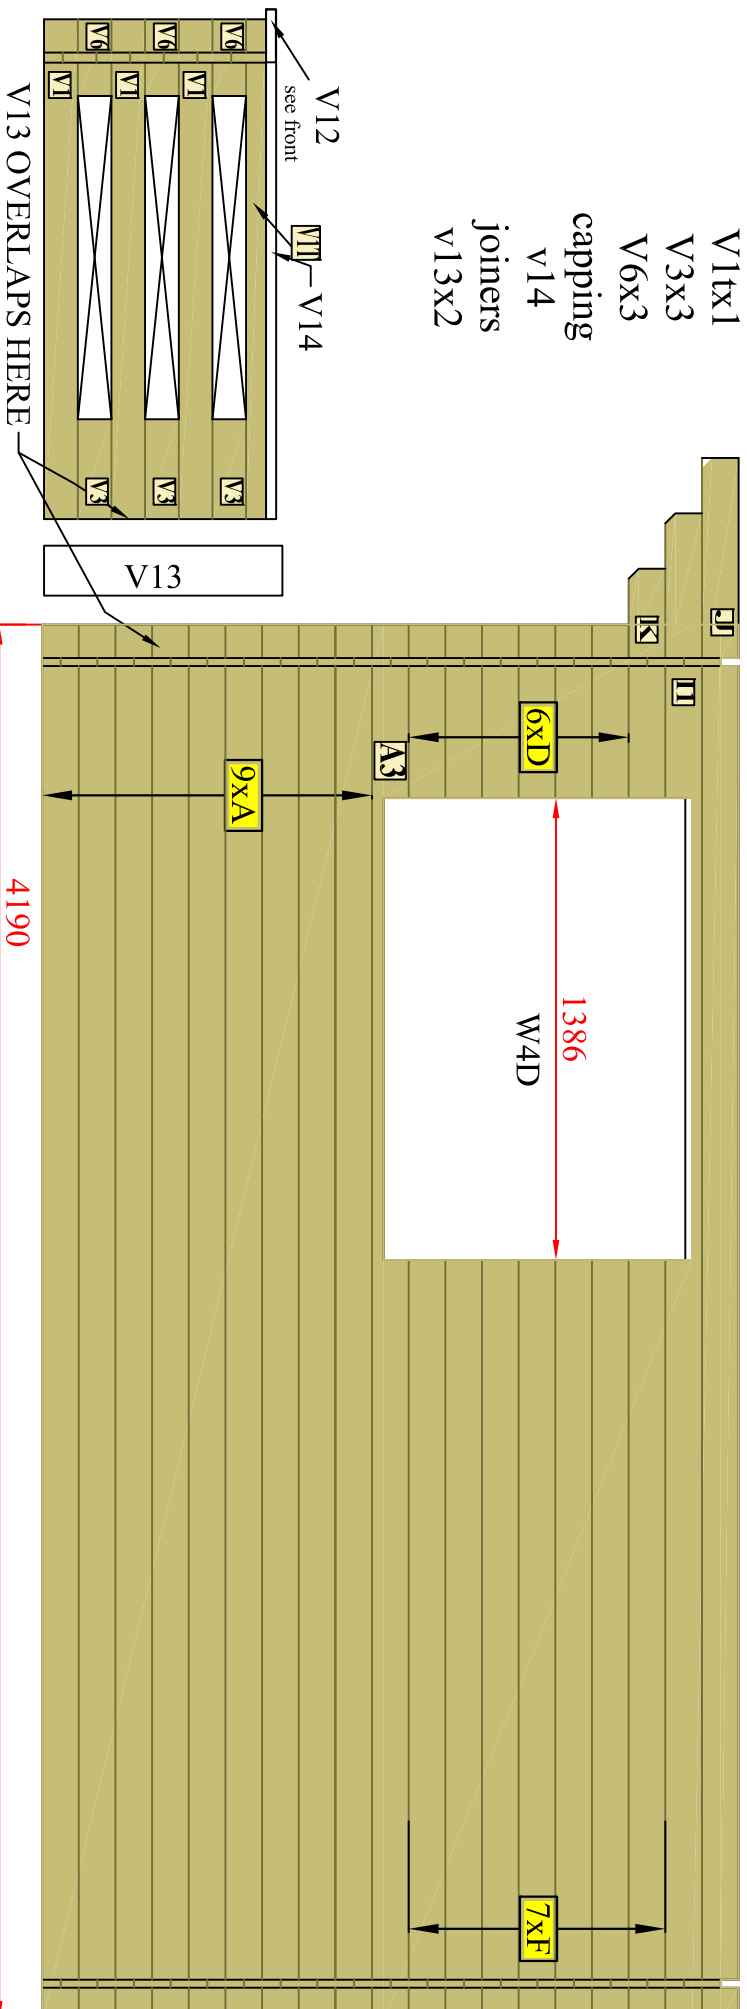 V1tx1
V3x3
V6x3
capping
v14
joiners
v13x2
V12
see front
V1T
V14
V6
V6
V6
V1
V1
V1
V3
V3
V3
V13 OVERLAPS HERE
V13
J
K
I1
6xD
A3
9xA
1386
W4D
4190
7xF